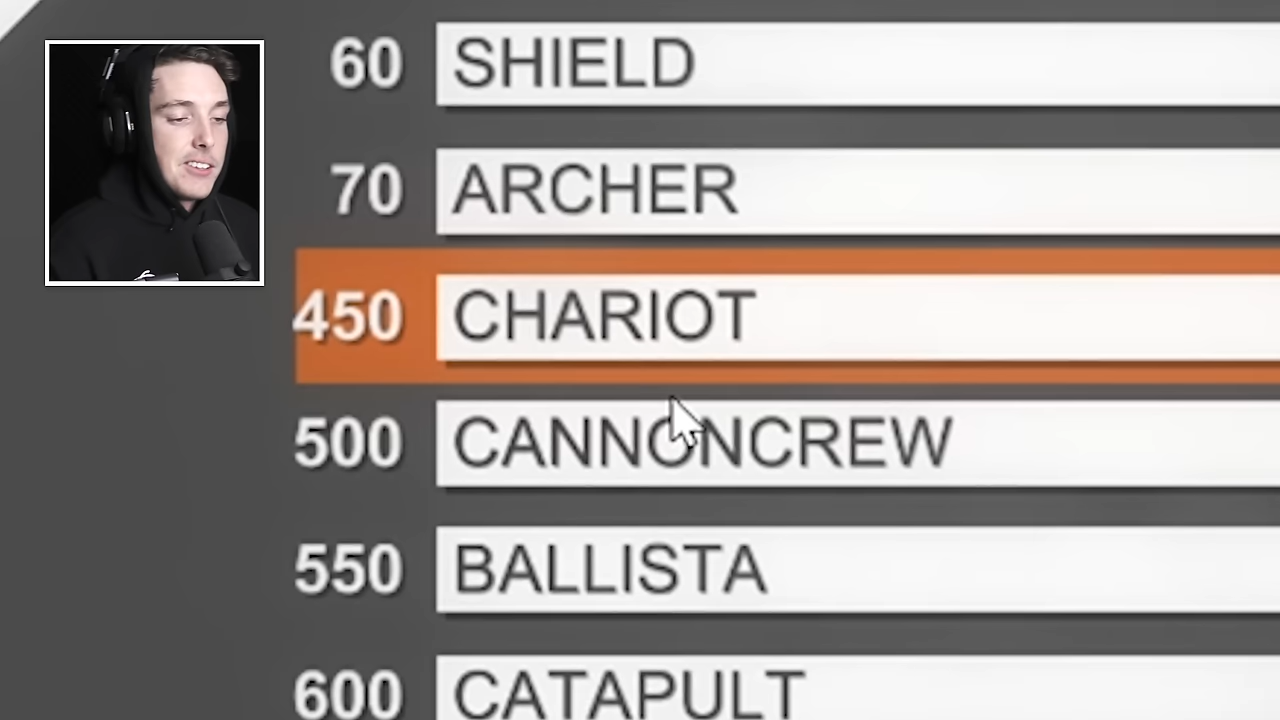 60 SHIELD
70 ARCHER
450 CHARIOT
500 CANNONCREW
550 BALLISTA
600 CATAPULT